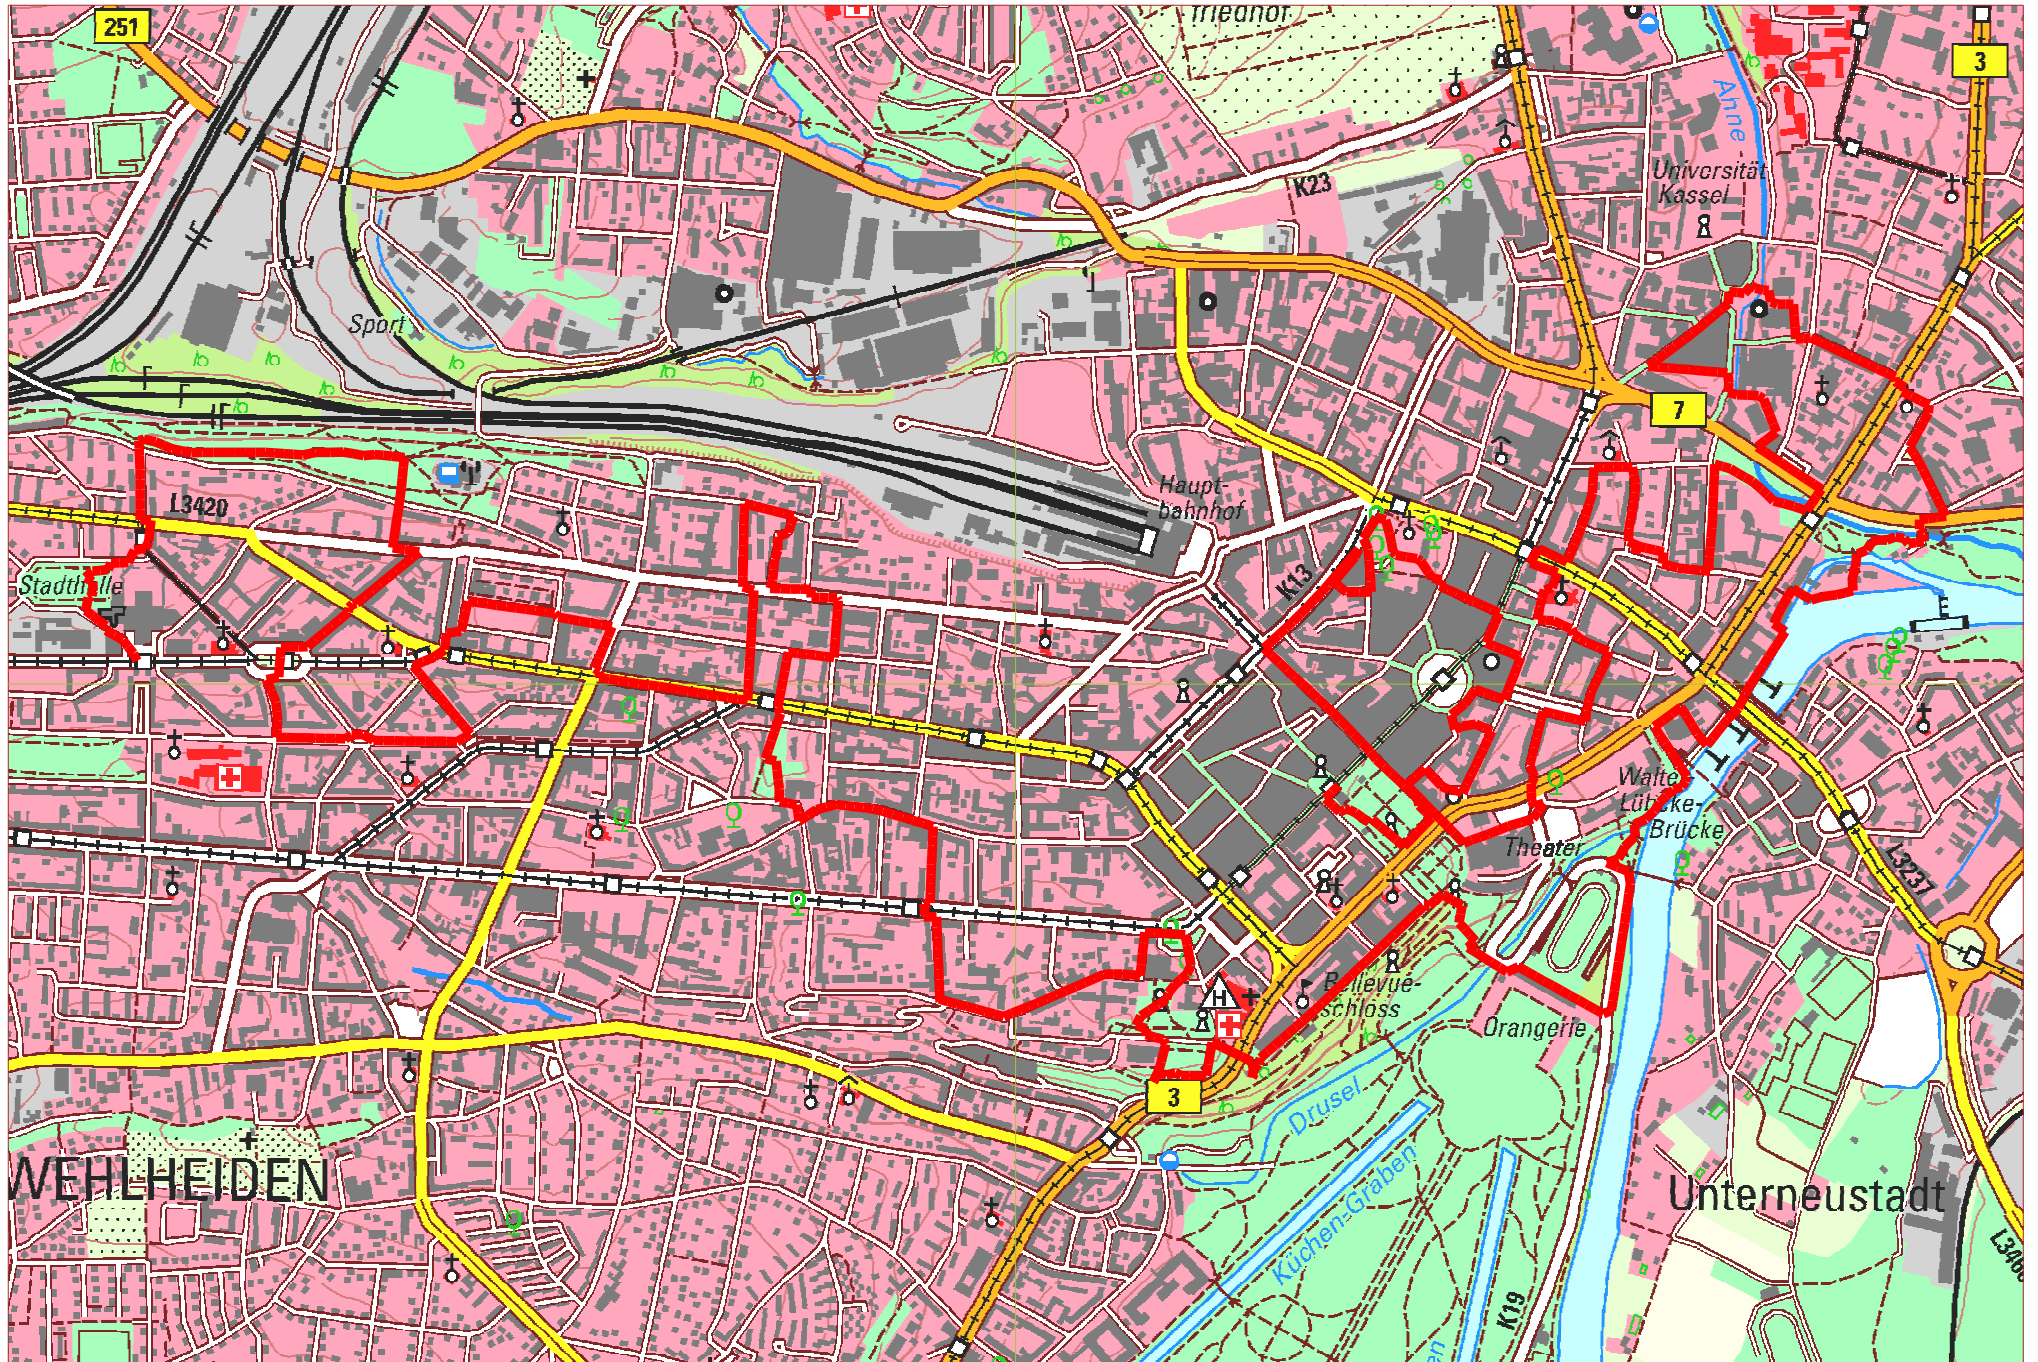 251
friedhof
3
Ahne
K23
Universität
Kassel
Sport
7
Haupt-
bahnhof
L3420
Stadthalle
K13
E
Walter-
Lübcke-
Brücke
Theater
L3237
H
Bellevue-
schloss
Orangerie
3
Drusel
WEHLHEIDEN
Küchen-Graben
Unterneustadt
K19